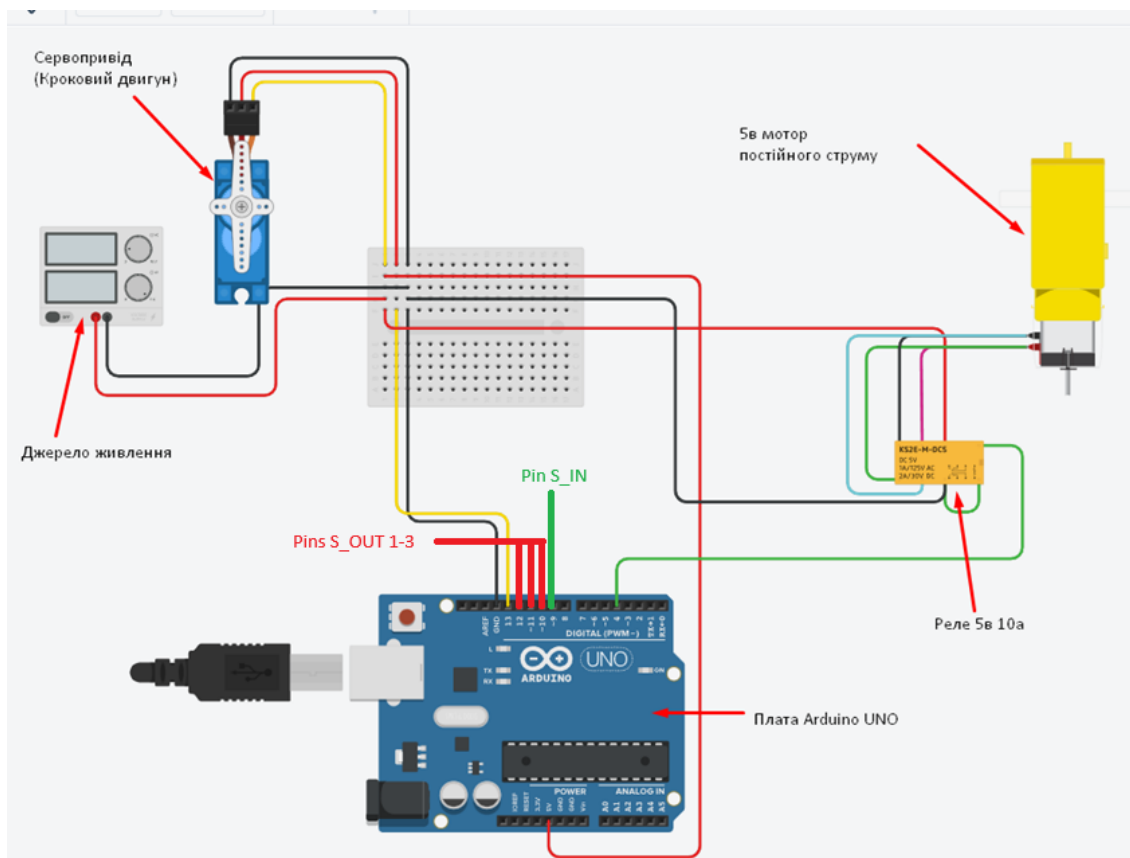 Сервопривід
(Кроковий двигун)
5в мотор
постійного струму
Джерело живлення
Pin S_IN
Pins S_OUT 1-3
KS2E-M-DC5
DC 5V
1A/125V AC
2A/30V DC
Реле 5в 10а
AREF
GND
13
12
~11
~10
~9
8
7
~6
~5
4
~3
2
TX→1
RX←0
DIGITAL (PWM~)
L
TX
RX
UNO
ARDUINO
ON
Плата Arduino UNO
POWER
ANALOG IN
IOREF
RESET
3.3V
5V
GND
GND
Vin
A0
A1
A2
A3
A4
A5